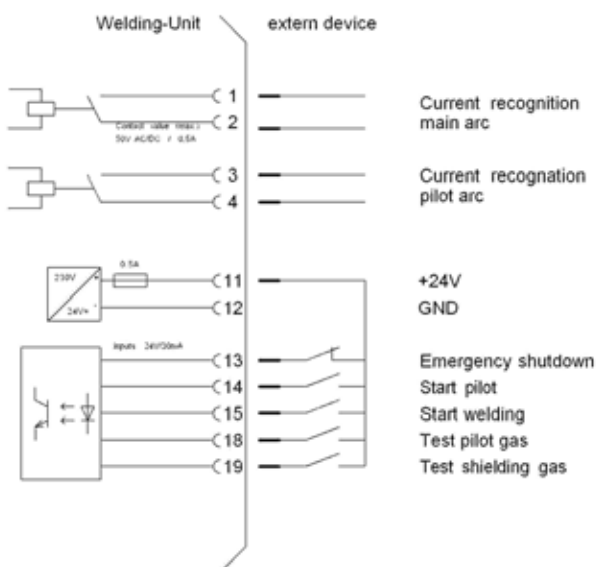 Welding-Unit extern device
1
2
Contact value (max.)
50V AC/DC / 0.5A
Current recognition
main arc
3
4
Current recognation
pilot arc
0.5A
230V
24V=
11 +24V
12 GND
Inputs 24V/20mA
13 Emergency shutdown
14 Start pilot
15 Start welding
18 Test pilot gas
19 Test shielding gas